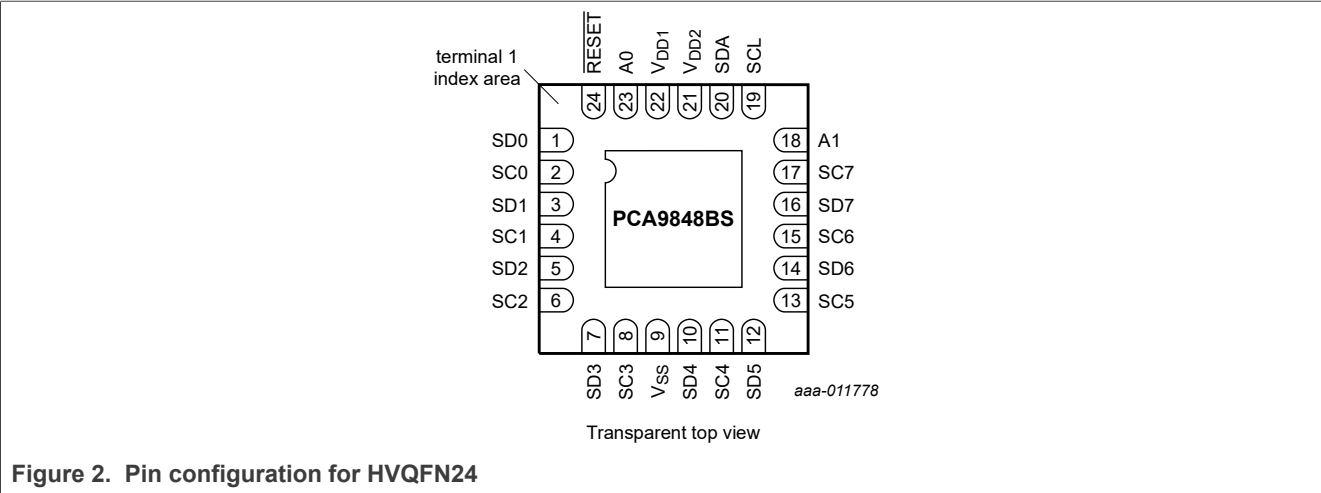 RESET A0 VDD1 VDD2 SDA SCL
terminal 1
index area
24 23 22 21 20 19
SD0 1 18 A1
SC0 2 17 SC7
SD1 3 16 SD7
PCA9848BS
SC1 4 15 SC6
SD2 5 14 SD6
SC2 6 13 SC5
7 8 9 10 11 12
SD3 SC3 VSS SD4 SC4 SD5
aaa-011778
Transparent top view
Figure 2. Pin configuration for HVQFN24